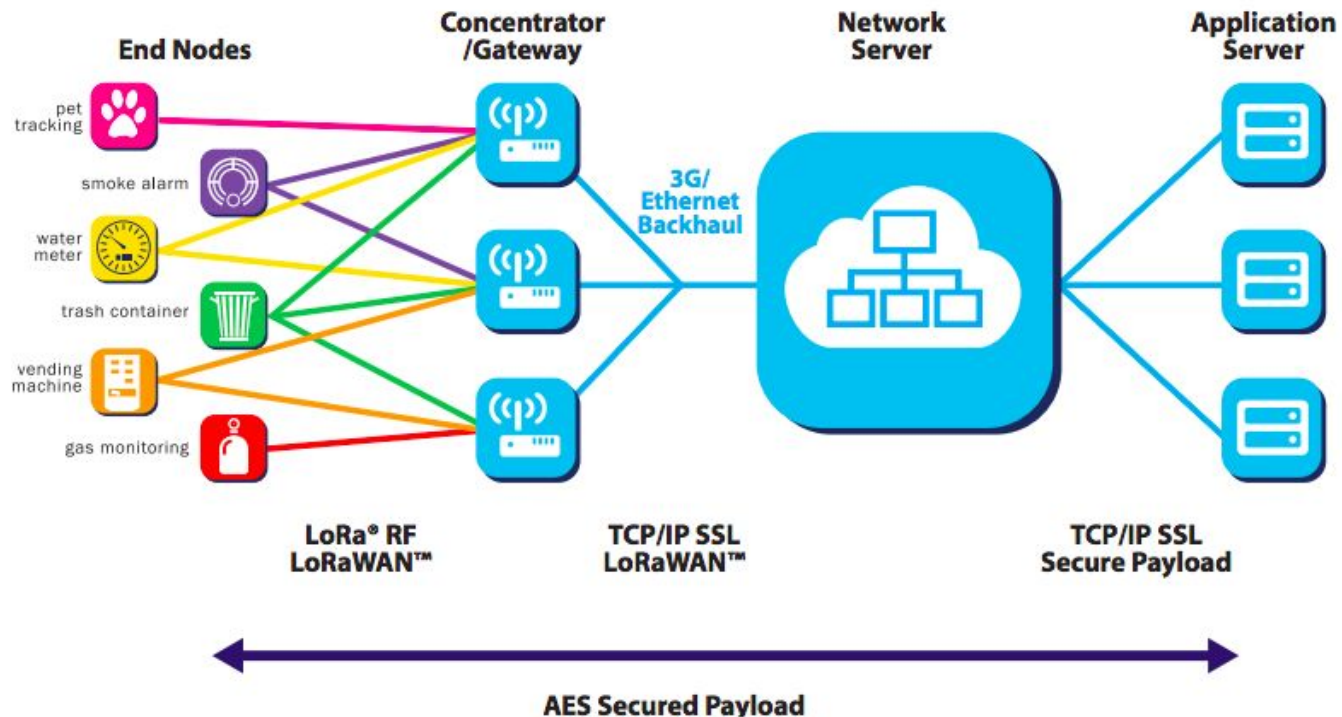 End Nodes
Concentrator
/Gateway
Network
Server
Application
Server
pet
tracking
smoke alarm
water
meter
trash container
vending
machine
gas monitoring
3G/
Ethernet
Backhaul
LoRa® RF
LoRaWAN™
TCP/IP SSL
LoRaWAN™
TCP/IP SSL
Secure Payload
AES Secured Payload